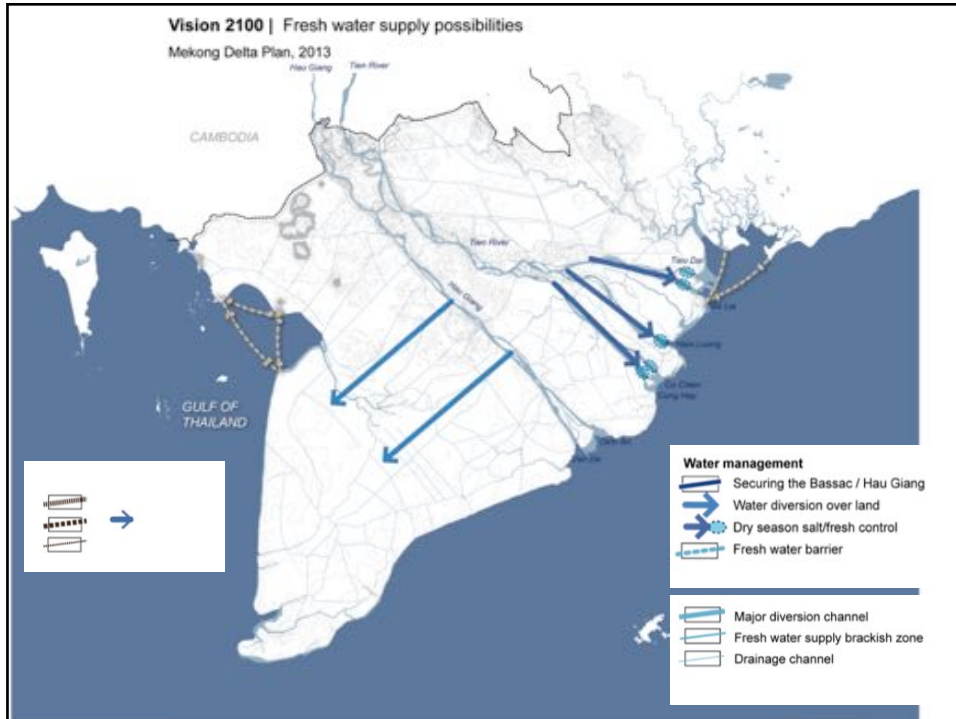 Vision 2100 | Fresh water supply possibilities
Mekong Delta Plan, 2013
Hau Giang
Tien River
CAMBODIA
Tien River
Tieu Dai
Hau Giang
Ham Luong
Co Chien
Cung Hau
GULF OF
THAILAND
Dinh An
Water management
Securing the Bassac / Hau Giang
Water diversion over land
Dry season salt/fresh control
Fresh water barrier
Major diversion channel
Fresh water supply brackish zone
Drainage channel